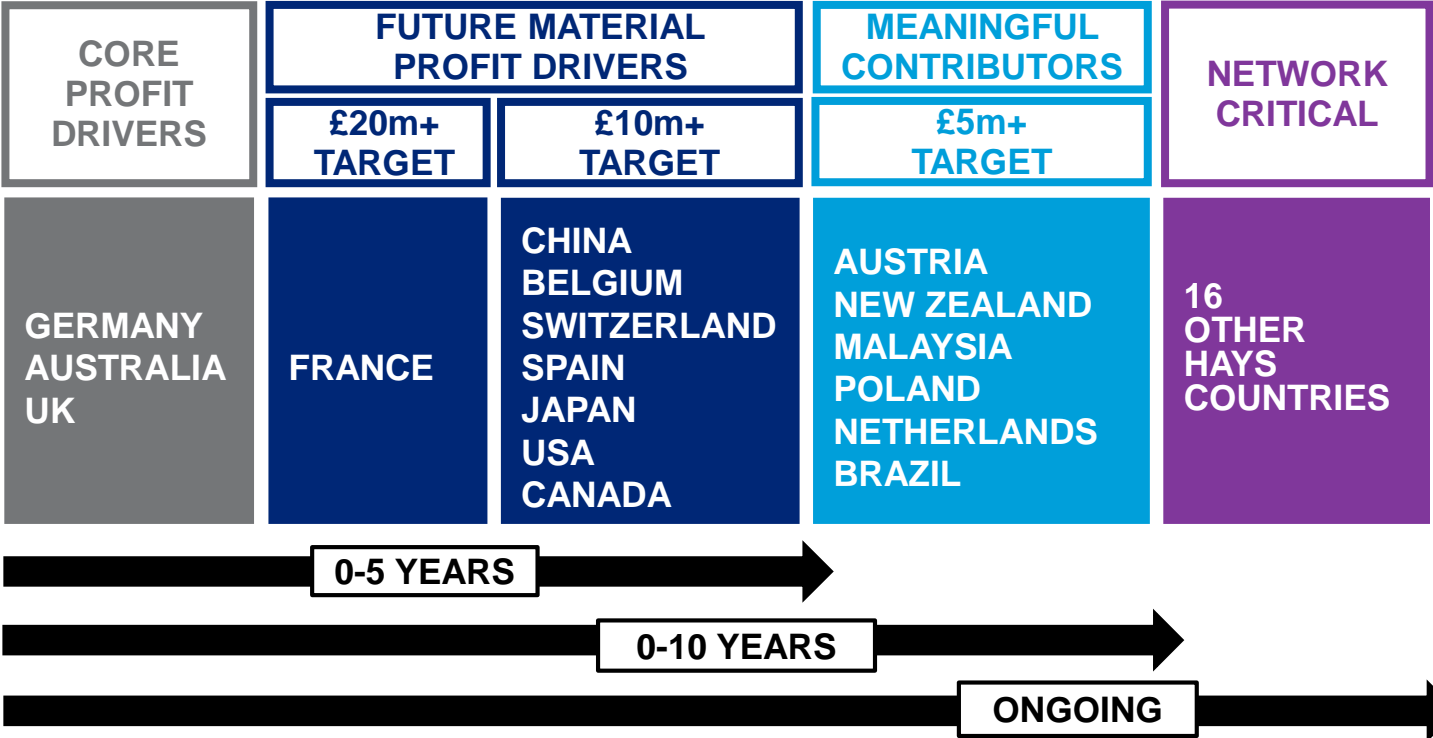 CORE
PROFIT
DRIVERS
FUTURE MATERIAL
PROFIT DRIVERS
£20m+
TARGET
£10m+
TARGET
MEANINGFUL
CONTRIBUTORS
£5m+
TARGET
NETWORK
CRITICAL
GERMANY
AUSTRALIA
UK
FRANCE
CHINA
BELGIUM
SWITZERLAND
SPAIN
JAPAN
USA
CANADA
AUSTRIA
NEW ZEALAND
MALAYSIA
POLAND
NETHERLANDS
BRAZIL
16
OTHER
HAYS
COUNTRIES
0-5 YEARS
0-10 YEARS
ONGOING